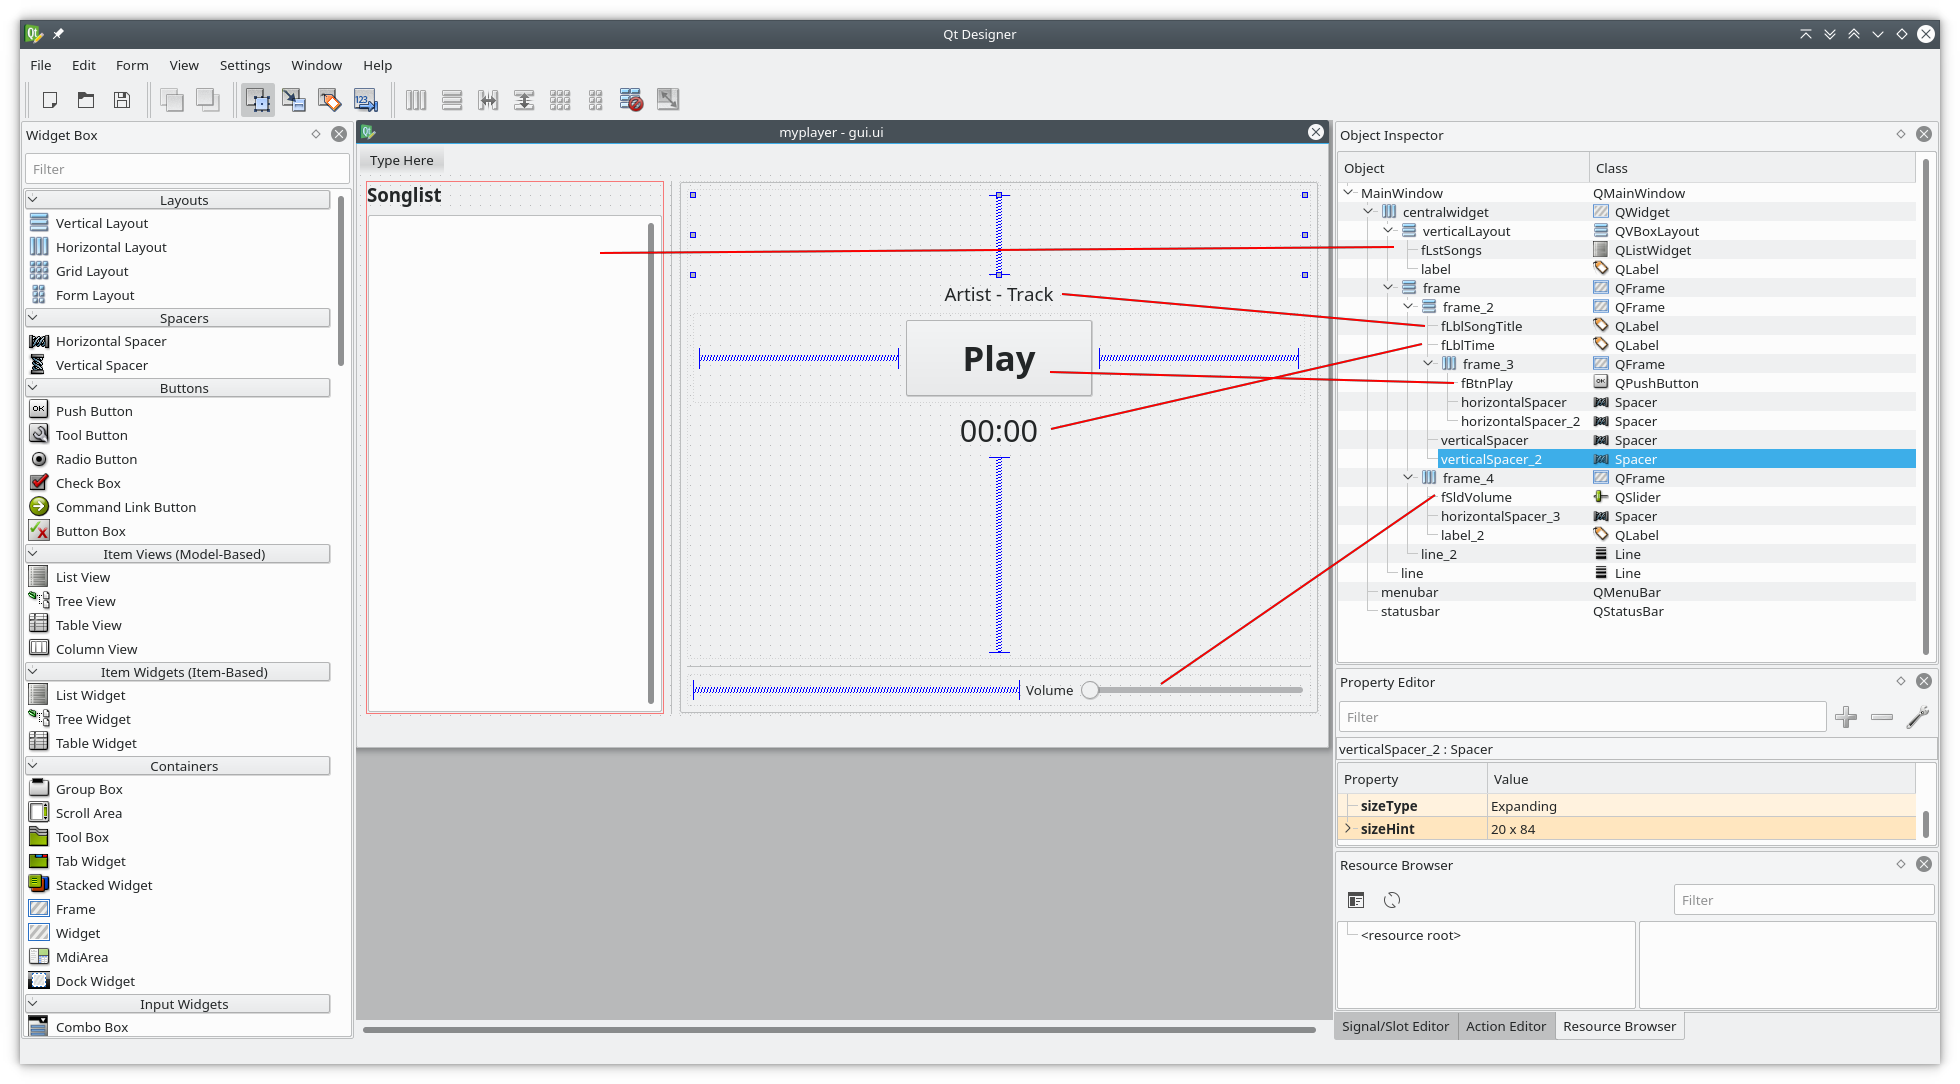 Qt Designer
File Edit Form View Settings Window Help
Widget Box
Filter
Layouts
Vertical Layout
Horizontal Layout
Grid Layout
Form Layout
Spacers
Horizontal Spacer
Vertical Spacer
Buttons
Push Button
Tool Button
Radio Button
Check Box
Command Link Button
Button Box
Item Views (Model-Based)
List View
Tree View
Table View
Column View
Item Widgets (Item-Based)
List Widget
Tree Widget
Table Widget
Containers
Group Box
Scroll Area
Tool Box
Tab Widget
Stacked Widget
Frame
Widget
MdiArea
Dock Widget
Input Widgets
Combo Box
myplayer - gui.ui
Type Here
Songlist
Artist - Track
Play
00:00
Volume
Object Inspector
Object Class
MainWindow QMainWindow
centralwidget QWidget
verticalLayout QVBoxLayout
fLstSongs QListWidget
label QLabel
frame QFrame
frame_2 QFrame
fLblSongTitle QLabel
fLblTime QLabel
frame_3 QFrame
fBtnPlay QPushButton
horizontalSpacer Spacer
horizontalSpacer_2 Spacer
verticalSpacer Spacer
verticalSpacer_2 Spacer
frame_4 QFrame
fSldVolume QSlider
horizontalSpacer_3 Spacer
label_2 QLabel
line_2 Line
line Line
menubar QMenuBar
statusbar QStatusBar
Property Editor
Filter
verticalSpacer_2 : Spacer
Property Value
sizeType Expanding
sizeHint 20 x 84
Resource Browser
Filter
<resource root>
Signal/Slot Editor Action Editor Resource Browser